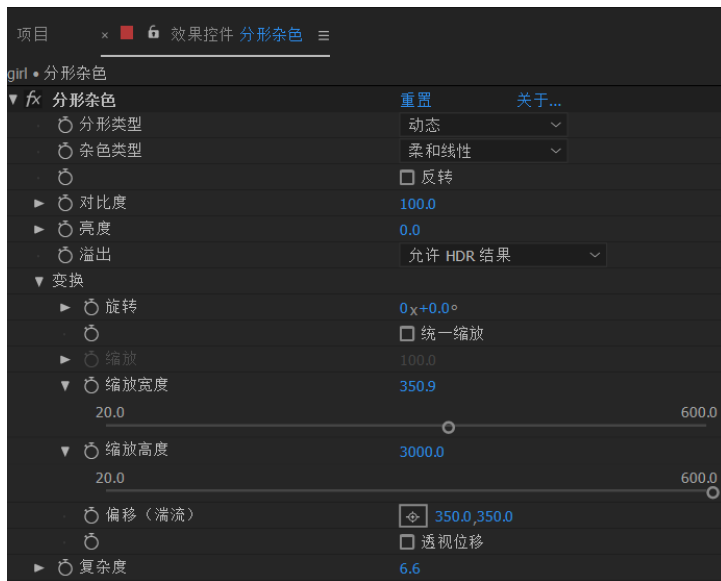 项目 × 效果控件 分形杂色 ≡
girl • 分形杂色
fx 分形杂色 重置 关于...
分形类型 动态
杂色类型 柔和线性
反转
对比度 100.0
亮度 0.0
溢出 允许 HDR 结果
变换
旋转 0x+0.0°
统一缩放
缩放 100.0
缩放宽度 350.9
20.0 600.0
缩放高度 3000.0
20.0 600.0
偏移（湍流） 350.0,350.0
透视位移
复杂度 6.6